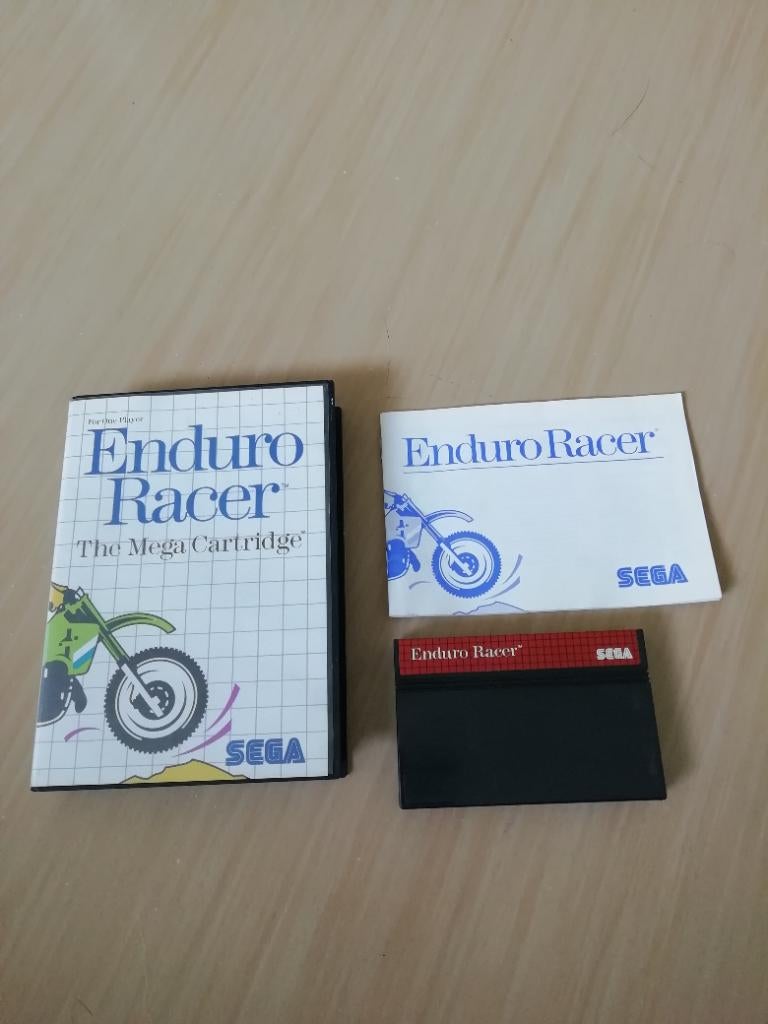 For One Player
Enduro
Racer™
The Mega Cartridge™
SEGA
Enduro Racer
SEGA
Enduro Racer™
SEGA